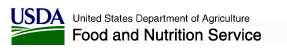 USDA United States Department of Agriculture
Food and Nutrition Service